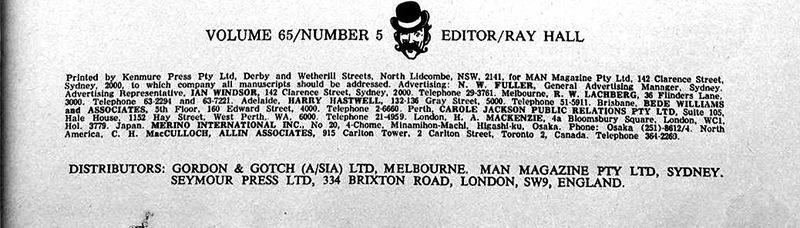 VOLUME 65/NUMBER 5 EDITOR/RAY HALL
Printed by Kenmure Press Pty Ltd, Derby and Wetherill Streets, North Lidcombe, NSW, 2141, for MAN Magazine Pty Ltd, 142 Clarence Street,
Sydney, 2000, to which company all manuscripts should be addressed. Advertising: N. W. FULLER, General Advertising Manager, Sydney.
Advertising Representative, IAN WINDSOR, 142 Clarence Street, Sydney, 2000. Telephone 29-3761. Melbourne, R. W. LACHBERG, 36 Flinders Lane,
3000. Telephone 63-2294 and 63-7221. Adelaide, HARRY HASTWELL, 132-136 Gray Street, 5000. Telephone 51-5911. Brisbane, BEDE WILLIAMS
and ASSOCIATES, 5th Floor, 160 Edward Street, 4000. Telephone 2-6660. Perth, CAROLE JACKSON PUBLIC RELATIONS PTY LTD, Suite 105,
Hale House, 1152 Hay Street, West Perth, WA, 6000. Telephone 21-4959. London, H. A. MACKENZIE, 4a Bloomsbury Square, London, WC1,
Hol. 3779. Japan. MERINO INTERNATIONAL INC., No 20, 4-Chome, Minamihon-Machi, Higashi-ku, Osaka. Phone: Osaka (251)-8612/4. North
America, C. H. MacCULLOCH, ALLIN ASSOCIATES, 915 Carlton Tower, 2 Carlton Street, Toronto 2, Canada. Telephone 364-2269.
DISTRIBUTORS: GORDON & GOTCH (A/SIA) LTD, MELBOURNE. MAN MAGAZINE PTY LTD, SYDNEY.
SEYMOUR PRESS LTD, 334 BRIXTON ROAD, LONDON, SW9, ENGLAND.